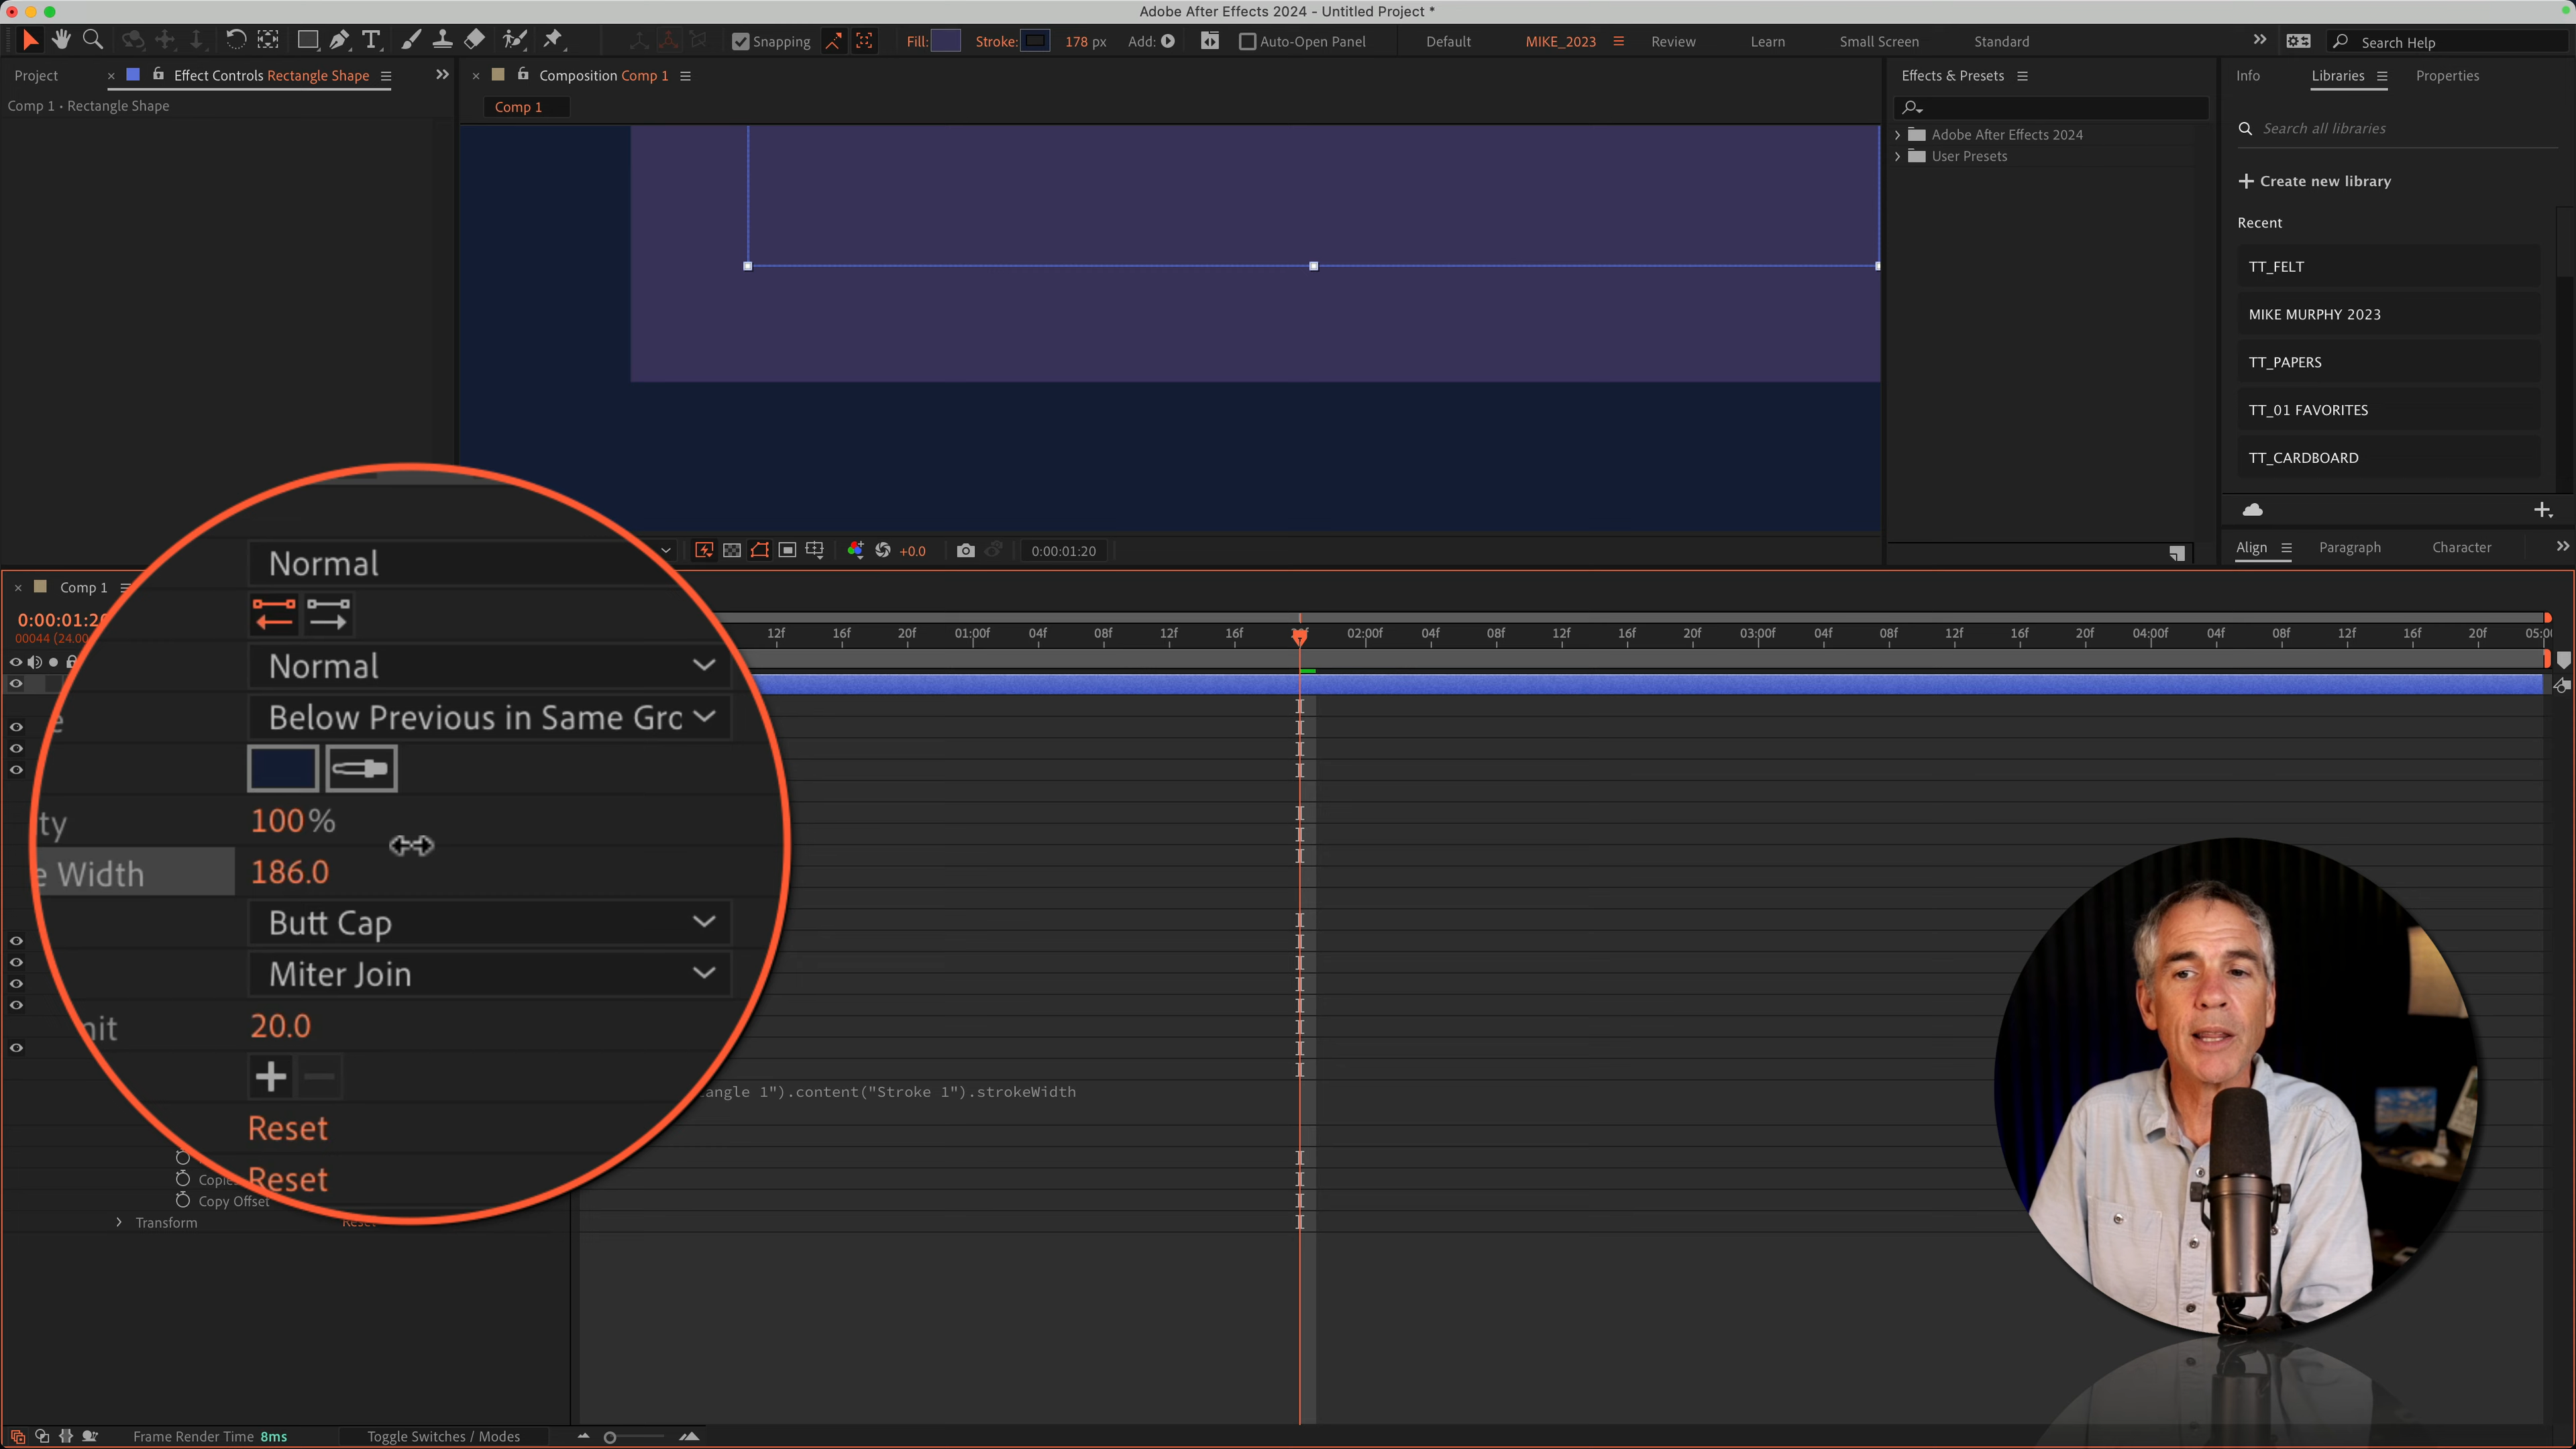 Adobe After Effects 2024 - Untitled Project *
Snapping
Fill:
Stroke:
178 px
Add:
Auto-Open Panel
Default
MIKE_2023
Review
Learn
Small Screen
Standard
Search Help
Project
Effect Controls Rectangle Shape
Composition Comp 1
Effects & Presets
Info
Libraries
Properties
Comp 1 • Rectangle Shape
Comp 1
Adobe After Effects 2024
User Presets
Search all libraries
Create new library
Recent
TT_FELT
MIKE MURPHY 2023
TT_PAPERS
TT_01 FAVORITES
TT_CARDBOARD
+0.0
0:00:01:20
Align
Paragraph
Character
Comp 1
0:00:01:20
00044 (24.00
12f 16f 20f 01:00f 04f 08f 12f 16f 02:00f 04f 08f 12f 16f 20f 03:00f 04f 08f 12f 16f 20f 04:00f 04f 08f 12f 16f 20f 05:00
Normal
Normal
Below Previous in Same Gro
ty
100%
e Width
186.0
Butt Cap
Miter Join
nit
20.0
angle 1").content("Stroke 1").strokeWidth
Reset
Reset
Copies
Copy Offset
Transform
Reset
Frame Render Time 8ms
Toggle Switches / Modes